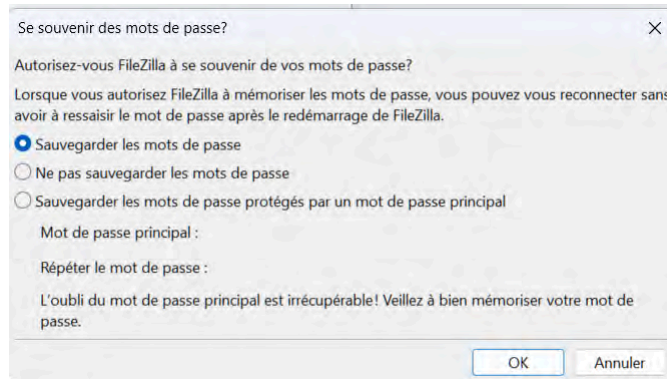 Se souvenir des mots de passe?
Autorisez-vous FileZilla à se souvenir de vos mots de passe?
Lorsque vous autorisez FileZilla à mémoriser les mots de passe, vous pouvez vous reconnecter sans
avoir à ressaisir le mot de passe après le redémarrage de FileZilla.
Sauvegarder les mots de passe
Ne pas sauvegarder les mots de passe
Sauvegarder les mots de passe protégés par un mot de passe principal
Mot de passe principal :
Répéter le mot de passe :
L'oubli du mot de passe principal est irrécupérable! Veillez à bien mémoriser votre mot de
passe.
OK Annuler